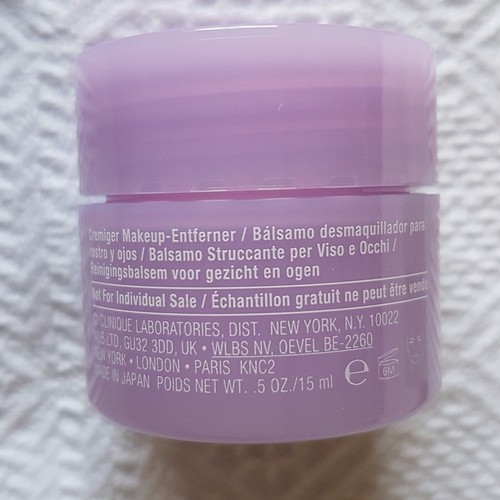 Cremiger Makeup-Entferner / Bálsamo desmaquillador para
rostro y ojos / Balsamo Struccante per Viso e Occhi /
Reinigingsbalsem voor gezicht en ogen
Not For Individual Sale / Échantillon gratuit ne peut être vendu
© CLINIQUE LABORATORIES, DIST. NEW YORK, N.Y. 10022
LTD, GU32 3DD, UK • WLBS NV, OEVEL BE-2260
NEW YORK • LONDON • PARIS KNC2
MADE IN JAPAN POIDS NET WT. .5 OZ./15 ml e 6M